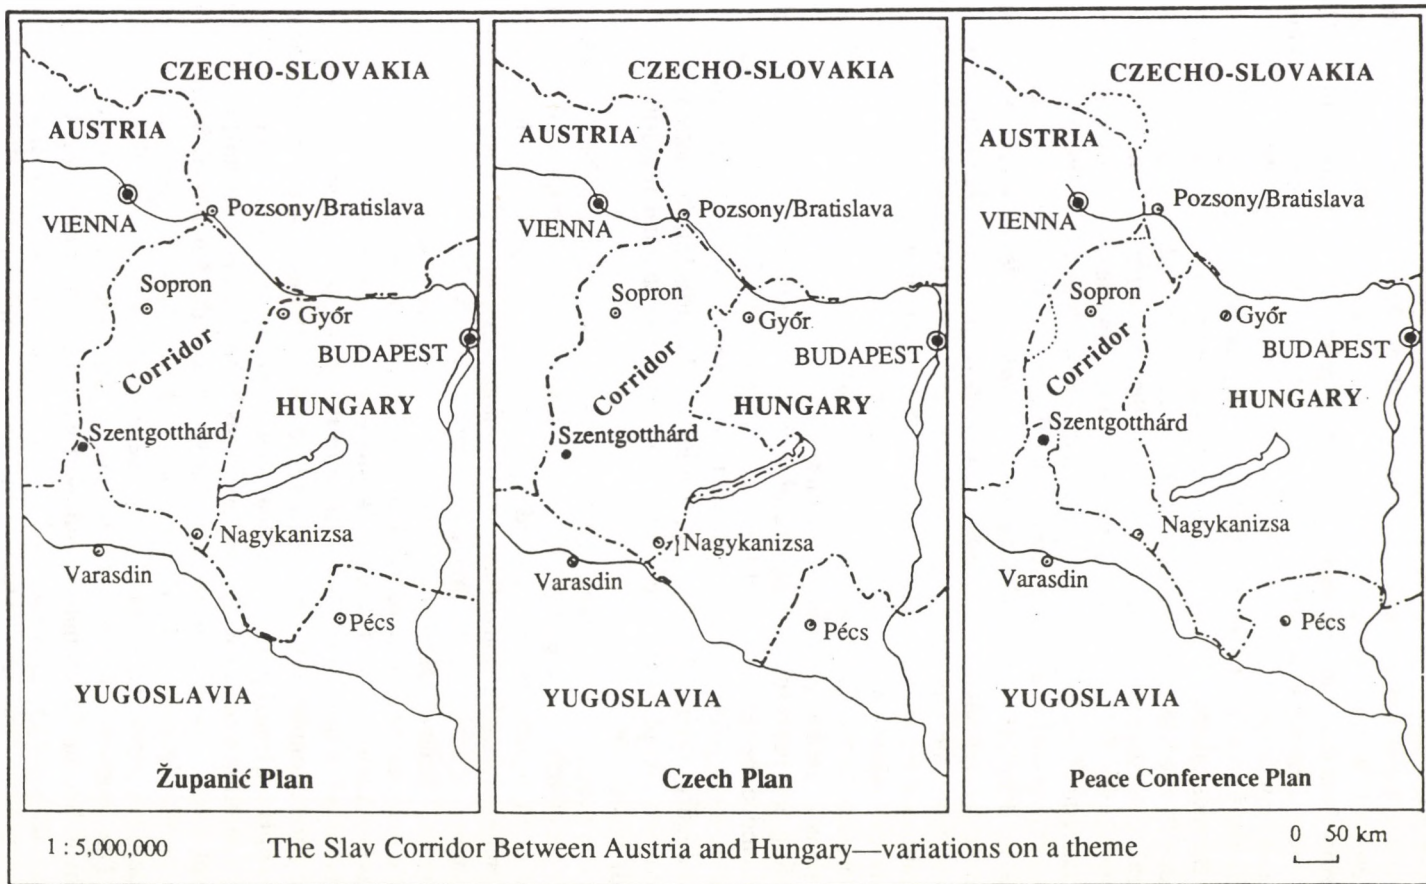 CZECHO-SLOVAKIA
AUSTRIA
Pozsony/Bratislava
VIENNA
Sopron
Győr
Corridor
BUDAPEST
HUNGARY
Szentgotthárd
Nagykanizsa
Varasdin
Pécs
YUGOSLAVIA
Županić Plan
CZECHO-SLOVAKIA
AUSTRIA
Pozsony/Bratislava
VIENNA
Sopron
Győr
Corridor
BUDAPEST
HUNGARY
Szentgotthárd
Nagykanizsa
Varasdin
Pécs
YUGOSLAVIA
Czech Plan
CZECHO-SLOVAKIA
AUSTRIA
Pozsony/Bratislava
VIENNA
Sopron
Győr
Corridor
BUDAPEST
HUNGARY
Szentgotthárd
Nagykanizsa
Varasdin
Pécs
YUGOSLAVIA
Peace Conference Plan
1 : 5,000,000
The Slav Corridor Between Austria and Hungary—variations on a theme
0 50 km